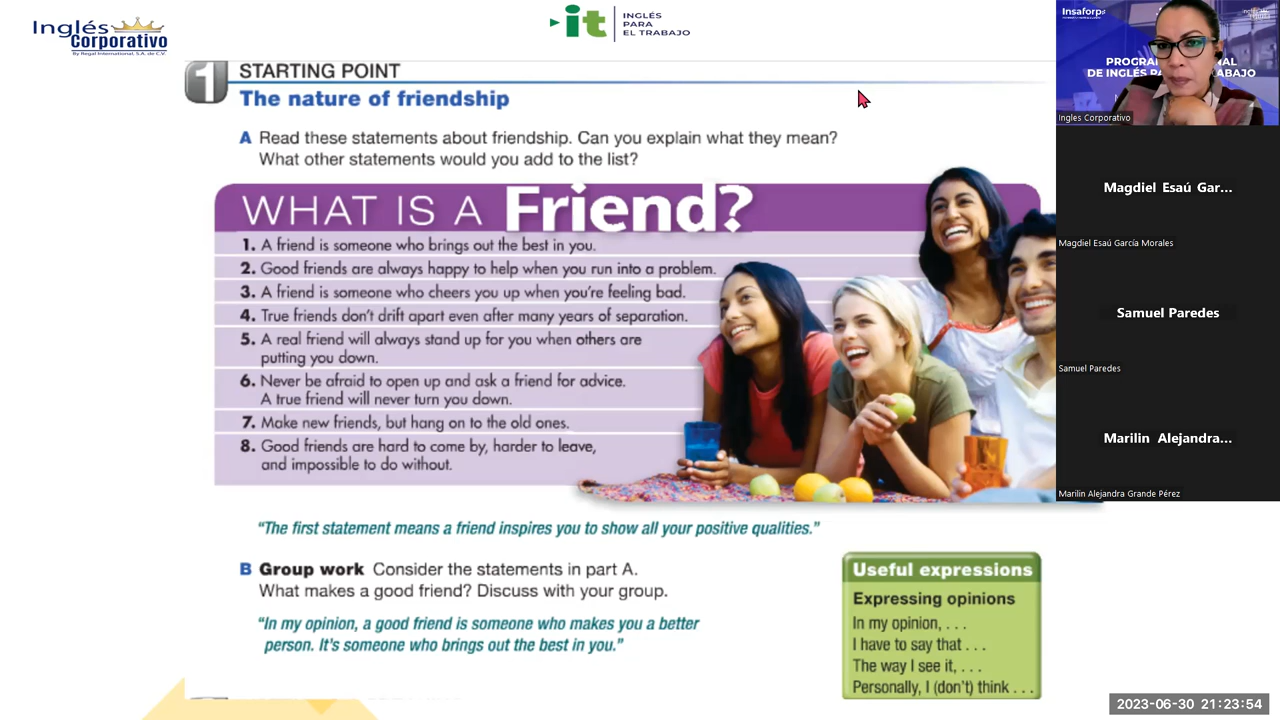 Inglés
Corporativo
By Regal International, S.A. de C.V.
it
INGLÉS
PARA
EL TRABAJO
1
STARTING POINT
The nature of friendship
A Read these statements about friendship. Can you explain what they mean?
What other statements would you add to the list?
WHAT IS A Friend?
1. A friend is someone who brings out the best in you.
2. Good friends are always happy to help when you run into a problem.
3. A friend is someone who cheers you up when you're feeling bad.
4. True friends don't drift apart even after many years of separation.
5. A real friend will always stand up for you when others are
putting you down.
6. Never be afraid to open up and ask a friend for advice.
A true friend will never turn you down.
7. Make new friends, but hang on to the old ones.
8. Good friends are hard to come by, harder to leave,
and impossible to do without.
"The first statement means a friend inspires you to show all your positive qualities."
B Group work Consider the statements in part A.
What makes a good friend? Discuss with your group.
"In my opinion, a good friend is someone who makes you a better
person. It's someone who brings out the best in you."
Useful expressions
Expressing opinions
In my opinion, . . .
I have to say that . . .
The way I see it, . . .
Personally, I (don't) think . . .
Insaforp
PROGRAM NAL
DE INGLÉS PA ABAJO
Ingles Corporativo
Magdiel Esaú Gar...
Magdiel Esaú García Morales
Samuel Paredes
Samuel Paredes
Marilin Alejandra...
Marilin Alejandra Grande Pérez
2023-06-30 21:23:54